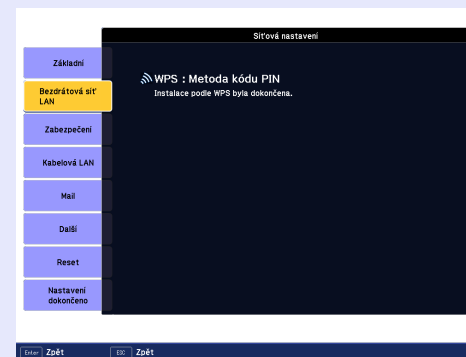 Síťová nastavení
Základní
Bezdrátová síť
LAN
Zabezpečení
Kabelová LAN
Mail
Další
Reset
Nastavení
dokončeno
WPS : Metoda kódu PIN
Instalace podle WPS byla dokončena.
Enter Zpět
ESC Zpět